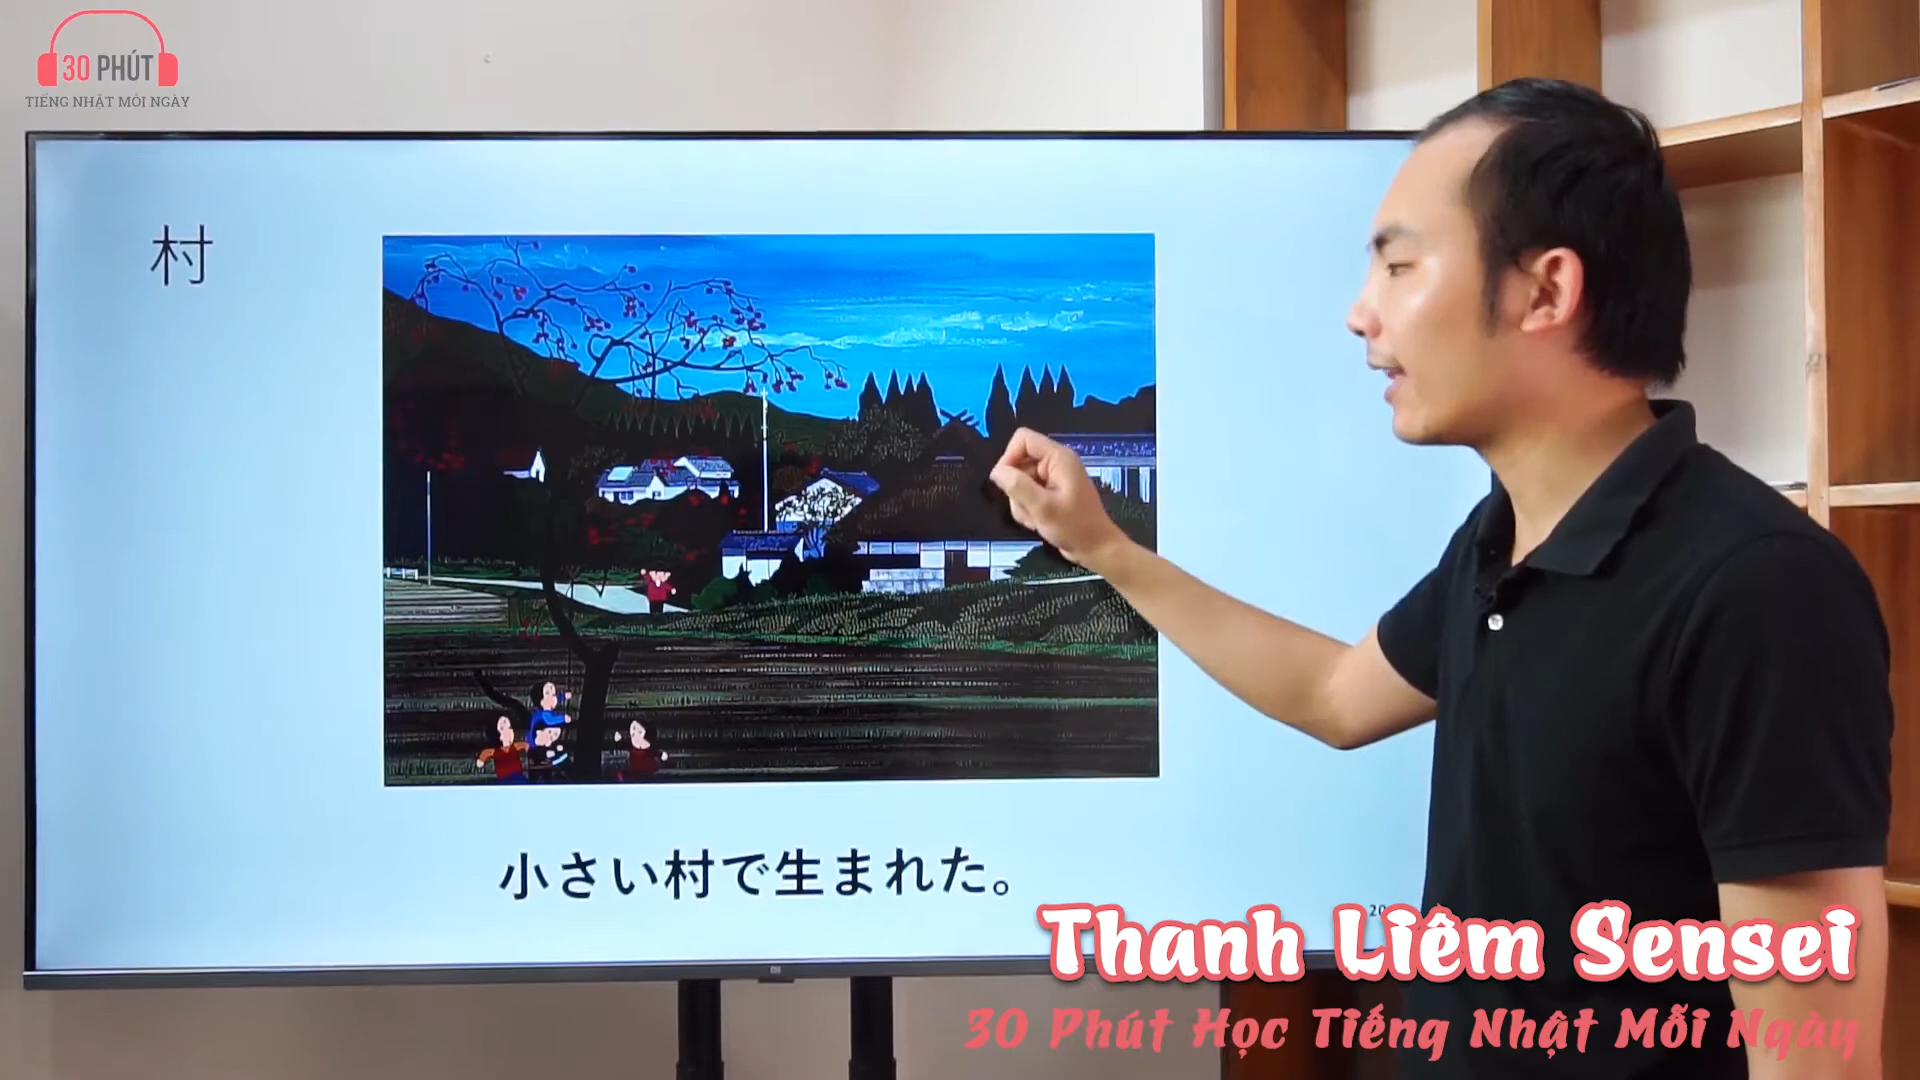 30 PHÚT
TIẾNG NHẬT MỖI NGÀY
村
小さい村で生まれた。
20
Thanh Liêm Sensei
30 Phút Học Tiếng Nhật Mỗi Ngày